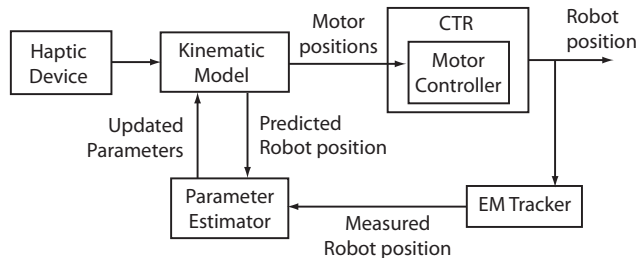 Haptic
Device
Kinematic
Model
Motor
positions
CTR
Motor
Controller
Robot
position
Updated
Parameters
Predicted
Robot position
Parameter
Estimator
Measured
Robot position
EM Tracker